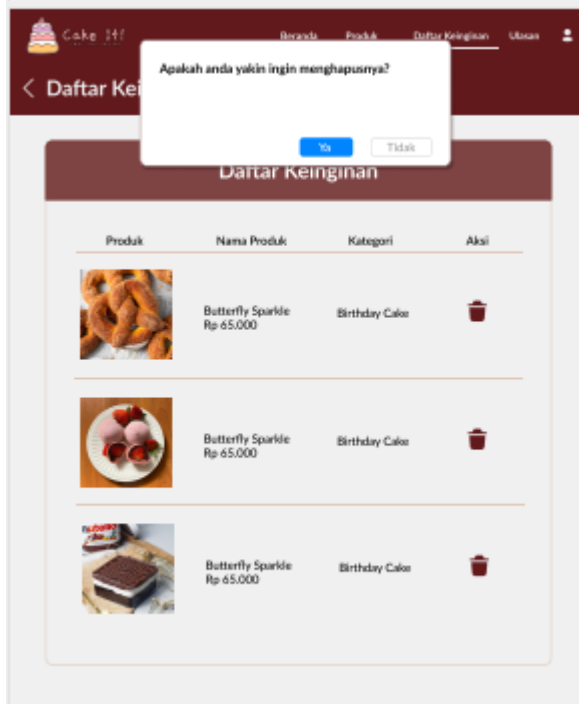 Cake It!
Beranda Produk Daftar Keinginan Ulasan
Daftar Kei
Apakah anda yakin ingin menghapusnya?
Ya Tidak
Daftar Keinginan
Produk Nama Produk Kategori Aksi
Butterfly Sparkle
Rp 65.000
Birthday Cake
Butterfly Sparkle
Rp 65.000
Birthday Cake
Butterfly Sparkle
Rp 65.000
Birthday Cake